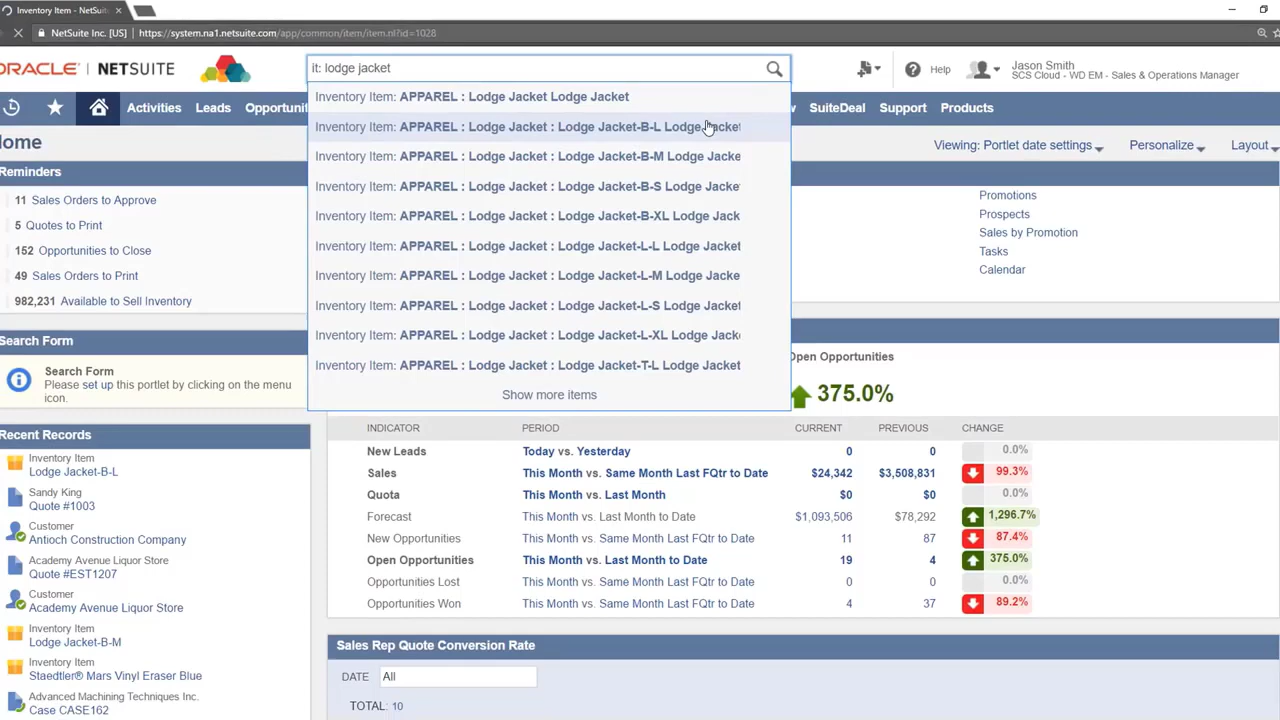 Inventory Item - NetSui
NetSuite Inc. [US] | https://system.na1.netsuite.com/app/common/item/item.nl?id=1028
ORACLE | NETSUITE
it: lodge jacket
Help
Jason Smith
SCS Cloud - WD EM - Sales & Operations Manager
Activities Leads Opportuni
SuiteDeal Support Products
Inventory Item: APPAREL : Lodge Jacket Lodge Jacket
Inventory Item: APPAREL : Lodge Jacket : Lodge Jacket-B-L Lodge Jacket
Inventory Item: APPAREL : Lodge Jacket : Lodge Jacket-B-M Lodge Jacke
Inventory Item: APPAREL : Lodge Jacket : Lodge Jacket-B-S Lodge Jacke
Inventory Item: APPAREL : Lodge Jacket : Lodge Jacket-B-XL Lodge Jack
Inventory Item: APPAREL : Lodge Jacket : Lodge Jacket-L-L Lodge Jacket
Inventory Item: APPAREL : Lodge Jacket : Lodge Jacket-L-M Lodge Jacke
Inventory Item: APPAREL : Lodge Jacket : Lodge Jacket-L-S Lodge Jacket
Inventory Item: APPAREL : Lodge Jacket : Lodge Jacket-L-XL Lodge Jack
Inventory Item: APPAREL : Lodge Jacket : Lodge Jacket-T-L Lodge Jacket
Show more items
ome
Viewing: Portlet date settings
Personalize
Layout
Reminders
11 Sales Orders to Approve
5 Quotes to Print
152 Opportunities to Close
49 Sales Orders to Print
982,231 Available to Sell Inventory
Promotions
Prospects
Sales by Promotion
Tasks
Calendar
Search Form
Search Form
Please set up this portlet by clicking on the menu
icon.
Recent Records
Inventory Item
Lodge Jacket-B-L
Sandy King
Quote #1003
Customer
Antioch Construction Company
Academy Avenue Liquor Store
Quote #EST1207
Customer
Academy Avenue Liquor Store
Inventory Item
Lodge Jacket-B-M
Inventory Item
Staedtler® Mars Vinyl Eraser Blue
Advanced Machining Techniques Inc.
Case CASE162
Open Opportunities
375.0%
INDICATOR PERIOD CURRENT PREVIOUS CHANGE
New Leads Today vs. Yesterday 0 0 0.0%
Sales This Month vs. Same Month Last FQtr to Date $24,342 $3,508,831 99.3%
Quota This Month vs. Last Month $0 $0 0.0%
Forecast This Month vs. Last Month to Date $1,093,506 $78,292 1,296.7%
New Opportunities This Month vs. Same Month Last FQtr to Date 11 87 87.4%
Open Opportunities This Month vs. Last Month to Date 19 4 375.0%
Opportunities Lost This Month vs. Same Month Last FQtr to Date 0 0 0.0%
Opportunities Won This Month vs. Same Month Last FQtr to Date 4 37 89.2%
Sales Rep Quote Conversion Rate
DATE All
TOTAL: 10